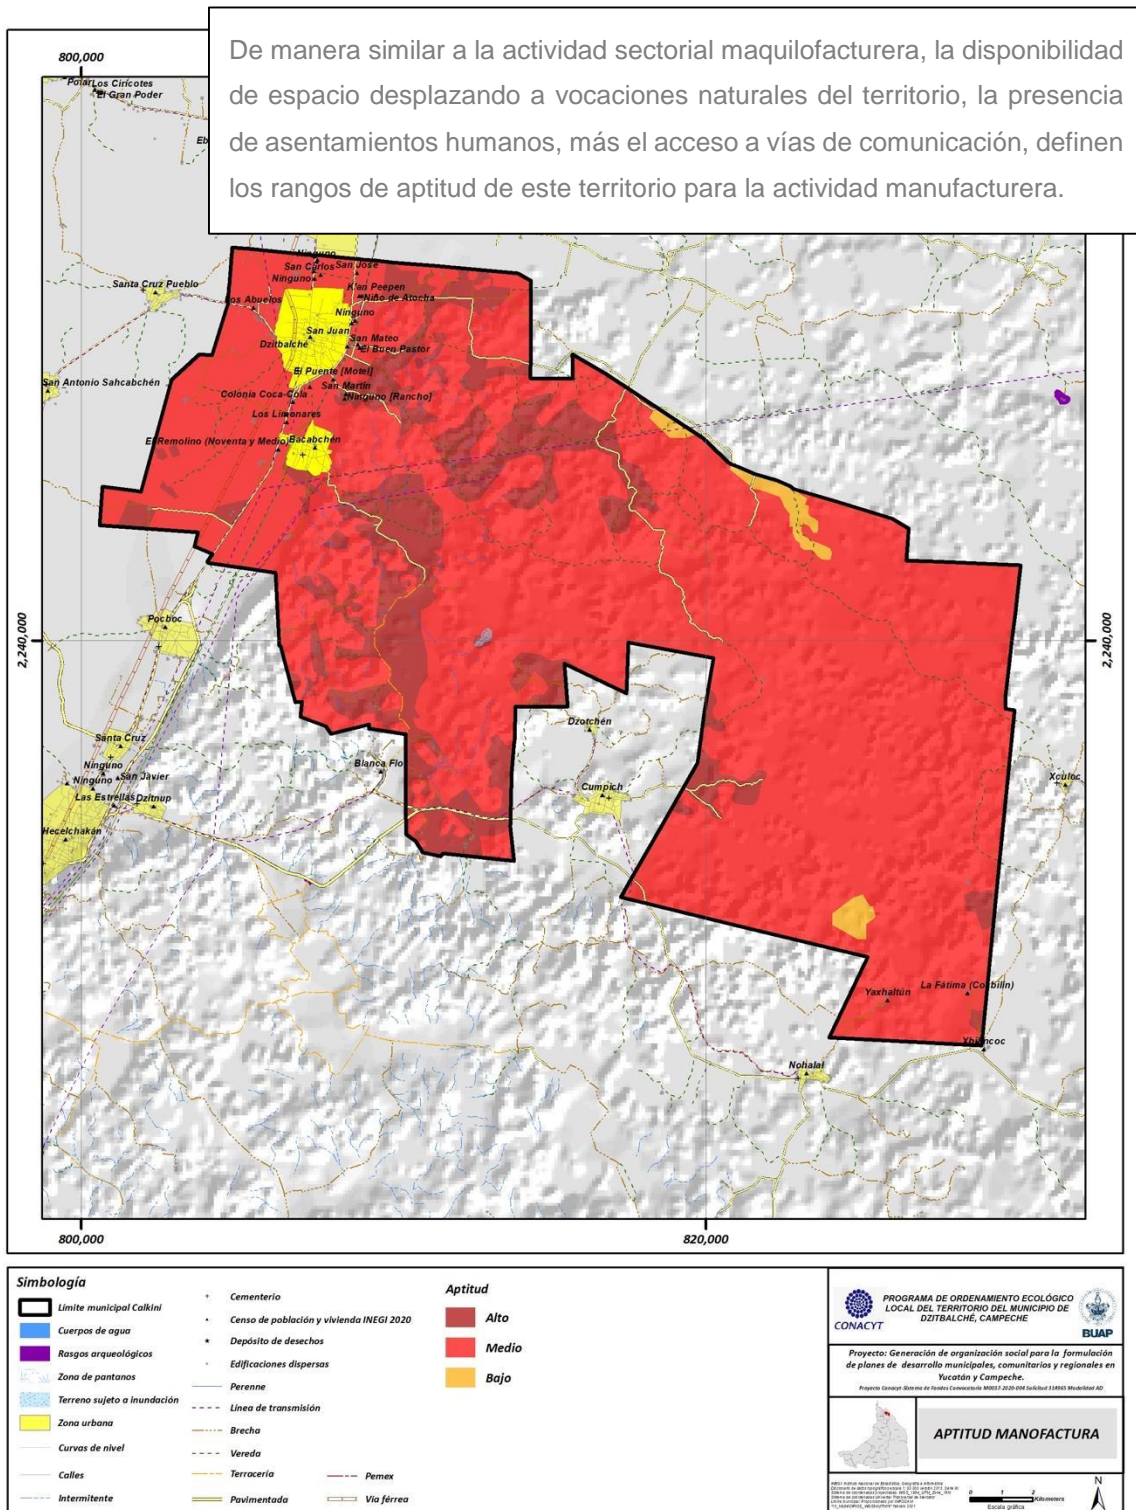 De manera similar a la actividad sectorial maquilofacturera, la disponibilidad
de espacio desplazando a vocaciones naturales del territorio, la presencia
de asentamientos humanos, más el acceso a vías de comunicación, definen
los rangos de aptitud de este territorio para la actividad manufacturera.
800,000
Los Ciricotes
El Gran Poder
Ninguno
San Carlos
San José
Ninguno
Santa Cruz Pueblo
K'an Peepen
Niño de Atocha
Los Abuelos
Ninguno
San Juan
San Mateo
Dzitbalché
El Buen Pastor
El Puente [Motel]
San Antonio Sahcabchén
San Martín
Colonia Coca-Cola
Ninguno [Rancho]
Los Limonares
El Remolino (Noventa y Medio)
Bacabchén
Pocboc
2,240,000
2,240,000
Dzotchén
Santa Cruz
Blanca Flo
Ninguno
Ninguno
San Javier
Xculoc
Cumpich
Las Estrellas
Dzitnup
Hecelchakán
Yaxhaltún
La Fátima
Nohalal
800,000
820,000
Simbología
Límite municipal Calkiní
Cuerpos de agua
Rasgos arqueológicos
Zona de pantanos
Terreno sujeto a inundación
Zona urbana
Curvas de nivel
Calles
Intermitente
Cementerio
Censo de población y vivienda INEGI 2020
Depósito de desechos
Edificaciones dispersas
Perenne
Línea de transmisión
Brecha
Vereda
Terracería
Pavimentada
Pemex
Vía férrea
Aptitud
Alto
Medio
Bajo
CONACYT
PROGRAMA DE ORDENAMIENTO ECOLÓGICO
LOCAL DEL TERRITORIO DEL MUNICIPIO DE
DZITBALCHÉ, CAMPECHE
BUAP
Proyecto: Generación de organización social para la formulación
de planes de desarrollo municipales, comunitarios y regionales en
Yucatán y Campeche.
APTITUD MANOFACTURA
N
0 1 2 Kilometers
Escala gráfica